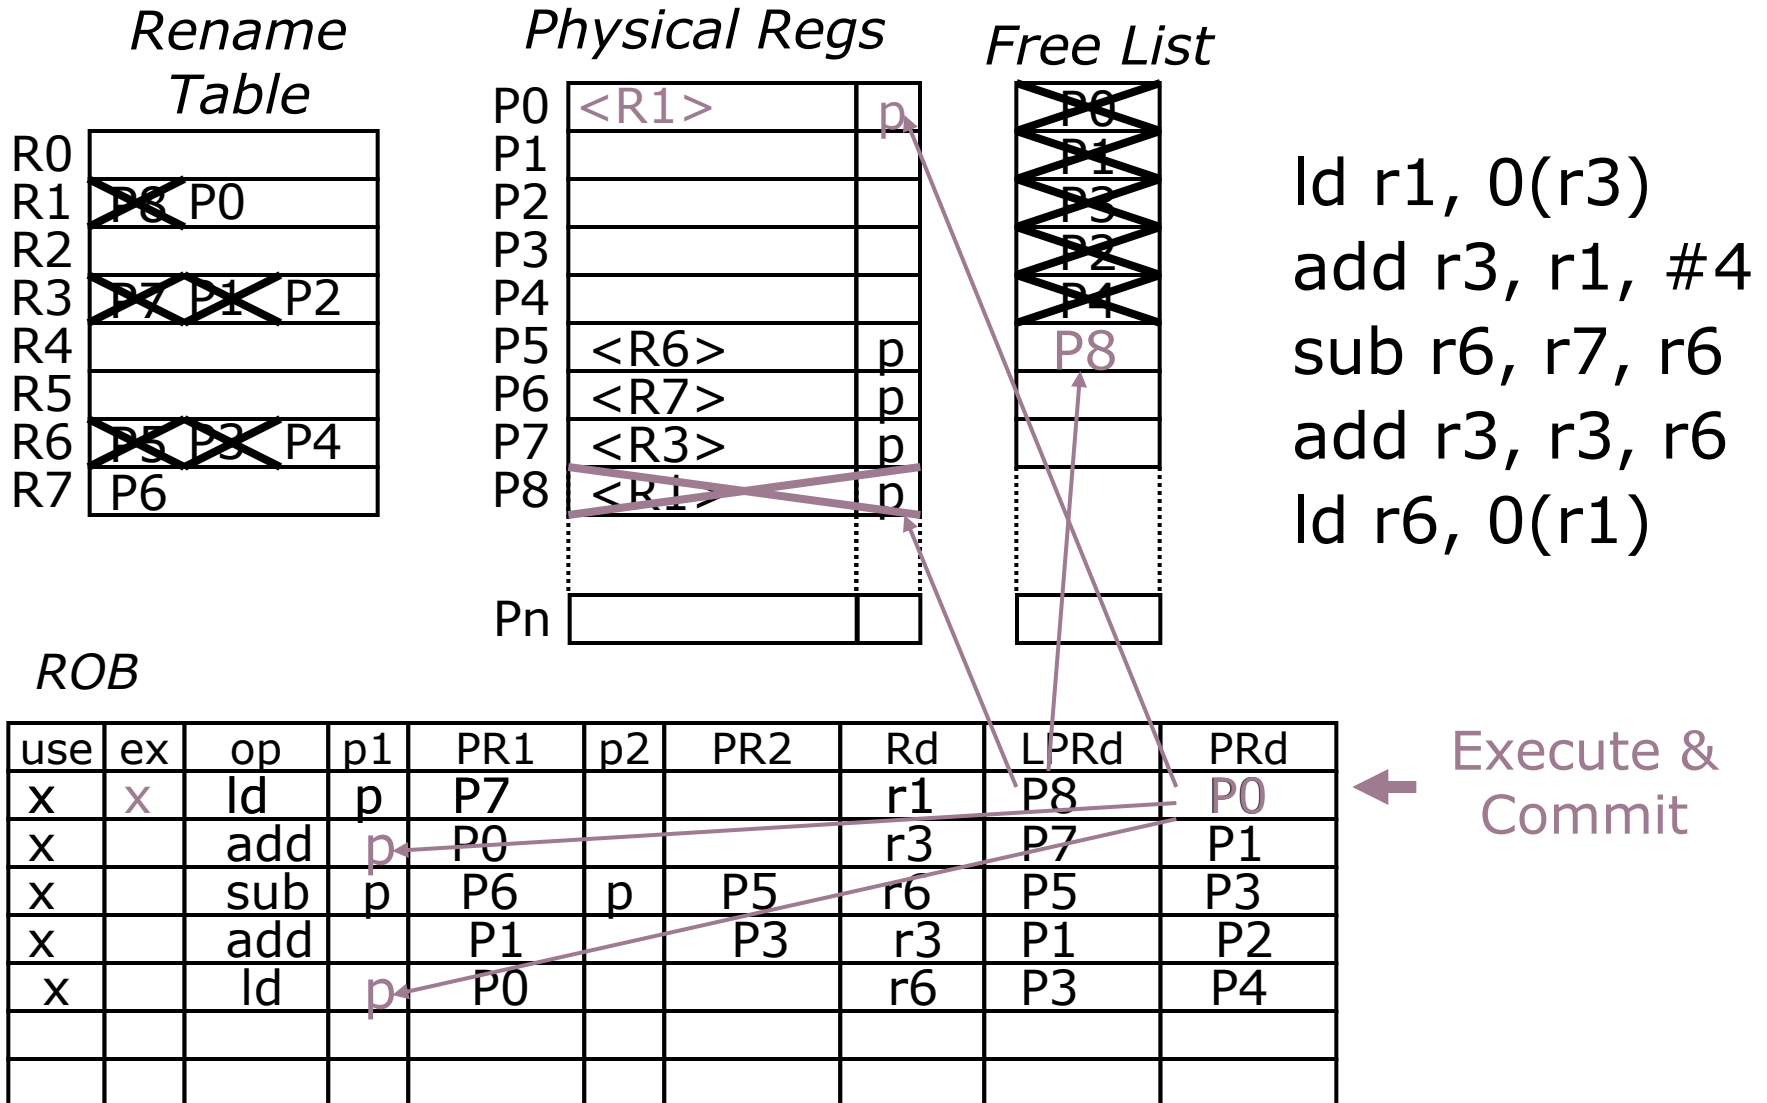 Rename
Table
Physical Regs
Free List
R0
R1 P8 P0
R2
R3 P7 P1 P2
R4
R5
R6 P5 P3 P4
R7 P6
P0 <R1> p
P1
P2
P3
P4
P5 <R6> p
P6 <R7> p
P7 <R3> p
P8 <R1> p
Pn
P0
P1
P3
P2
P4
P8
ld r1, 0(r3)
add r3, r1, #4
sub r6, r7, r6
add r3, r3, r6
ld r6, 0(r1)
ROB
use ex op p1 PR1 p2 PR2 Rd LPRd PRd
x x ld p P7 r1 P8 P0
x add p P0 r3 P7 P1
x sub p P6 p P5 r6 P5 P3
x add P1 P3 r3 P1 P2
x ld p P0 r6 P3 P4
Execute &
Commit